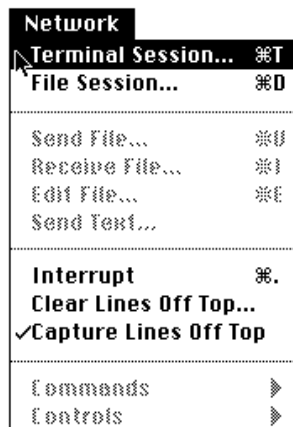 Network
Terminal Session... ⌘T
File Session... ⌘D
Send File... ⌘U
Receive File... ⌘I
Edit File... ⌘E
Send Text...
Interrupt ⌘.
Clear Lines Off Top...
✓Capture Lines Off Top
Commands
Controls